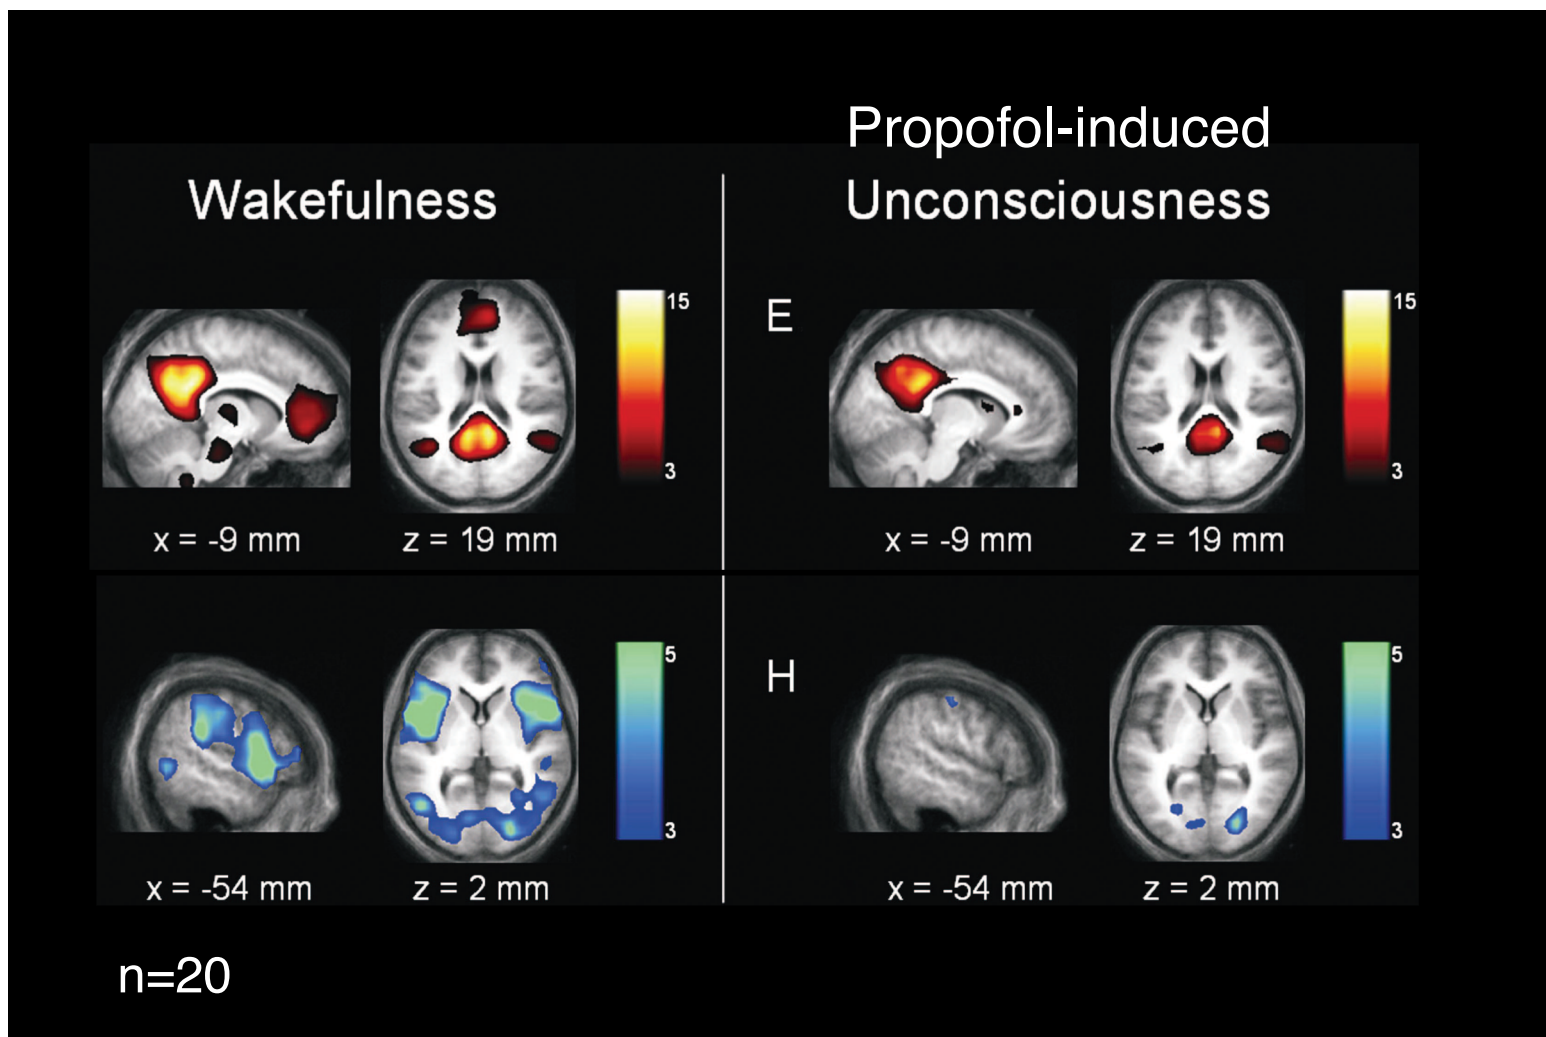 Propofol-induced
Wakefulness
Unconsciousness
15
3
x = -9 mm
z = 19 mm
E
15
3
x = -9 mm
z = 19 mm
5
3
x = -54 mm
z = 2 mm
H
5
3
x = -54 mm
z = 2 mm
n=20